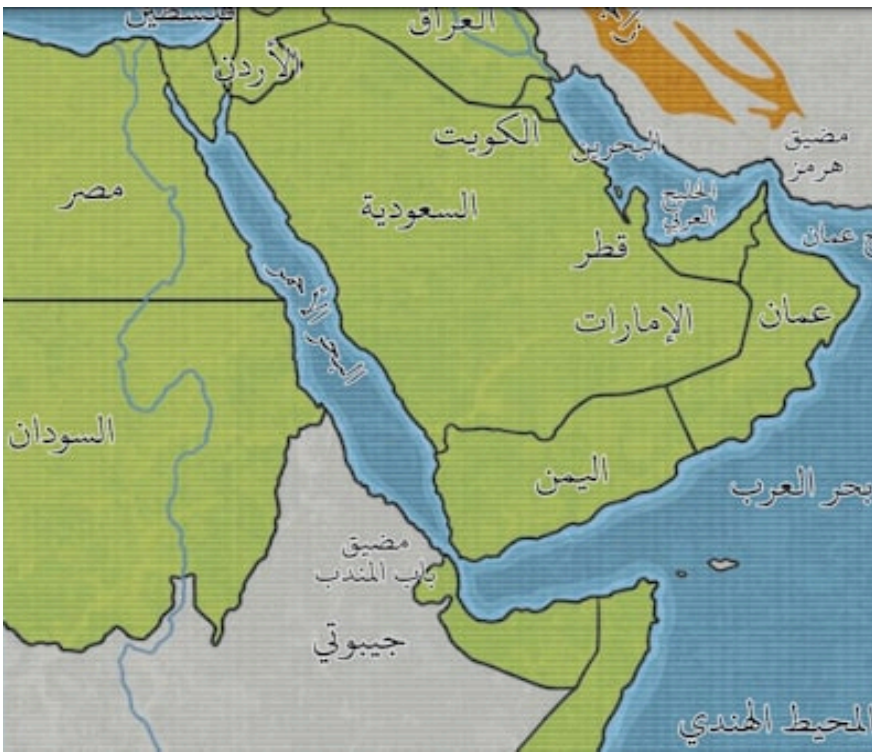 فلسطين
العراق
الأردن
الكويت
البحرين
مضيق
هرمز
مصر
السعودية
الخليج
العربي
قطر
ج عمان
البحر الأحمر
الإمارات
عمان
السودان
اليمن
بحر العرب
مضيق
باب المندب
جيبوتي
المحيط الهندي